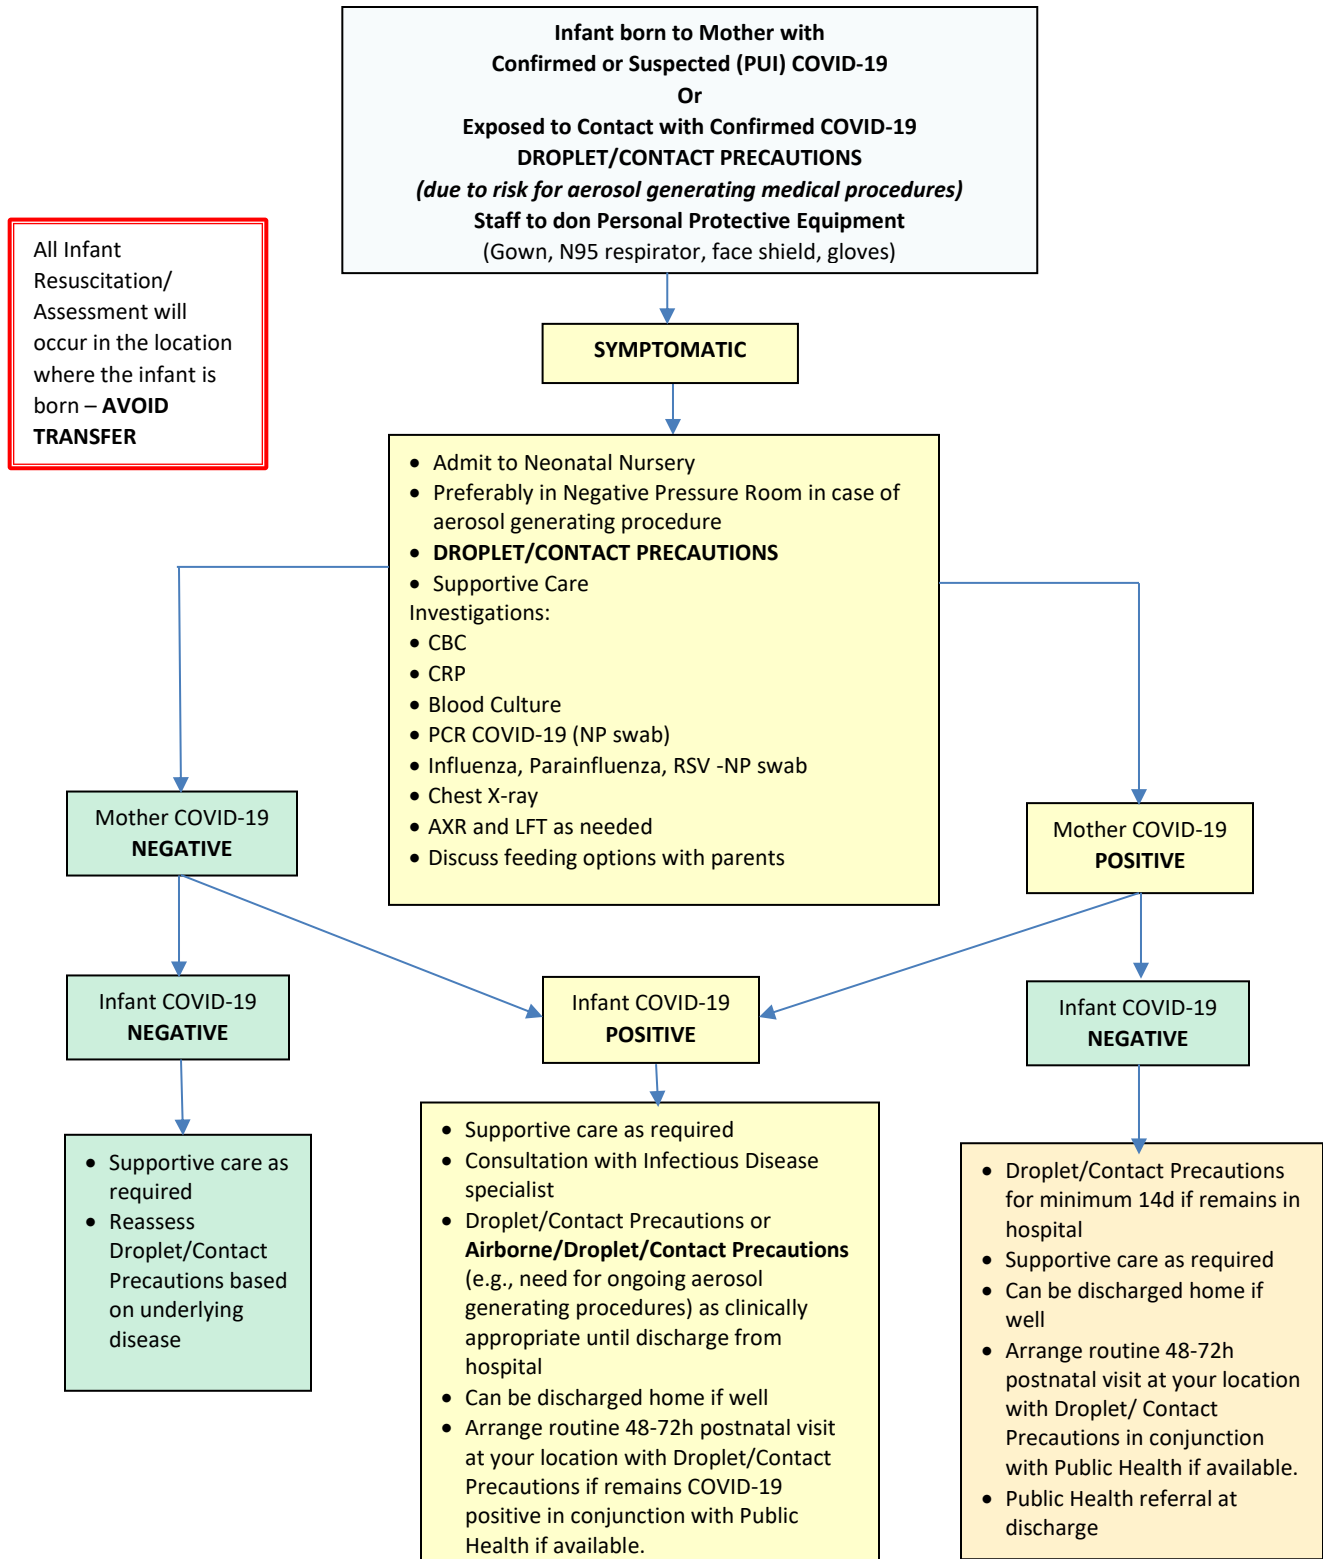 Infant born to Mother with
Confirmed or Suspected (PUI) COVID-19
Or
Exposed to Contact with Confirmed COVID-19
DROPLET/CONTACT PRECAUTIONS
(due to risk for aerosol generating medical procedures)
Staff to don Personal Protective Equipment
(Gown, N95 respirator, face shield, gloves)
All Infant
Resuscitation/
Assessment will
occur in the location
where the infant is
born – AVOID
TRANSFER
SYMPTOMATIC
• Admit to Neonatal Nursery
• Preferably in Negative Pressure Room in case of
aerosol generating procedure
• DROPLET/CONTACT PRECAUTIONS
• Supportive Care
Investigations:
• CBC
• CRP
• Blood Culture
• PCR COVID-19 (NP swab)
• Influenza, Parainfluenza, RSV -NP swab
• Chest X-ray
• AXR and LFT as needed
• Discuss feeding options with parents
Mother COVID-19
NEGATIVE
Mother COVID-19
POSITIVE
Infant COVID-19
NEGATIVE
Infant COVID-19
POSITIVE
Infant COVID-19
NEGATIVE
• Supportive care as
required
• Reassess
Droplet/Contact
Precautions based
on underlying
disease
• Supportive care as required
• Consultation with Infectious Disease
specialist
• Droplet/Contact Precautions or
Airborne/Droplet/Contact Precautions
(e.g., need for ongoing aerosol
generating procedures) as clinically
appropriate until discharge from
hospital
• Can be discharged home if well
• Arrange routine 48-72h postnatal visit
at your location with Droplet/Contact
Precautions if remains COVID-19
positive in conjunction with Public
Health if available.
• Droplet/Contact Precautions
for minimum 14d if remains in
hospital
• Supportive care as required
• Can be discharged home if
well
• Arrange routine 48-72h
postnatal visit at your location
with Droplet/ Contact
Precautions in conjunction
with Public Health if available.
• Public Health referral at
discharge